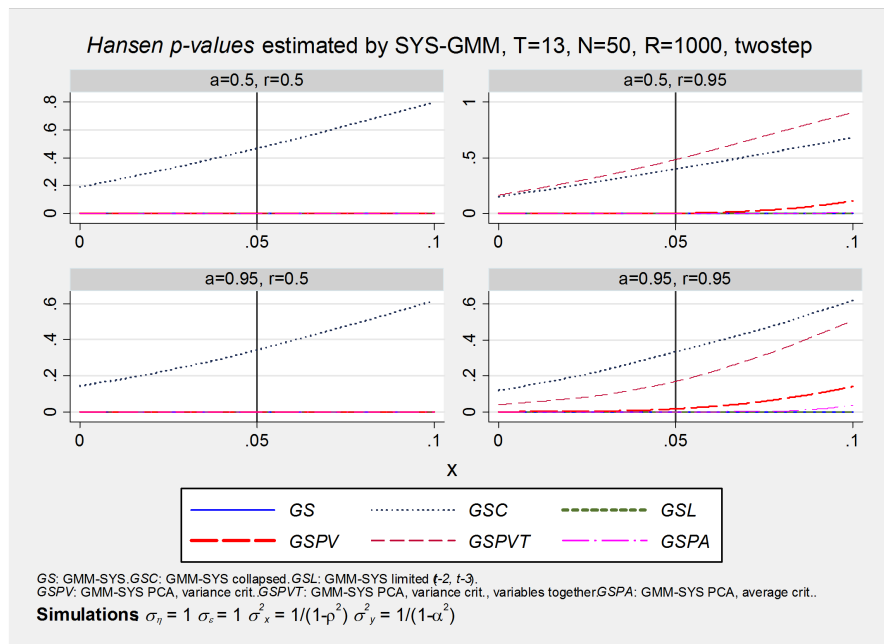 Hansen p-values estimated by SYS-GMM, T=13, N=50, R=1000, twostep
a=0.5, r=0.5
a=0.5, r=0.95
.8
.6
.4
.2
0
0
.05
.1
1
.5
0
0
.05
.1
a=0.95, r=0.5
a=0.95, r=0.95
.6
.4
.2
0
0
.05
.1
.6
.4
.2
0
0
.05
.1
x
GS
GSC
GSL
GSPV
GSPVT
GSPA
GS: GMM-SYS.GSC: GMM-SYS collapsed.GSL: GMM-SYS limited (t-2, t-3).
GSPV: GMM-SYS PCA, variance crit.GSPVT: GMM-SYS PCA, variance crit., variables together.GSPA: GMM-SYS PCA, average crit..
Simulations: σ_η = 1 σ_ε = 1 σ²_x = 1/(1-ρ²) σ²_y = 1/(1-α²)